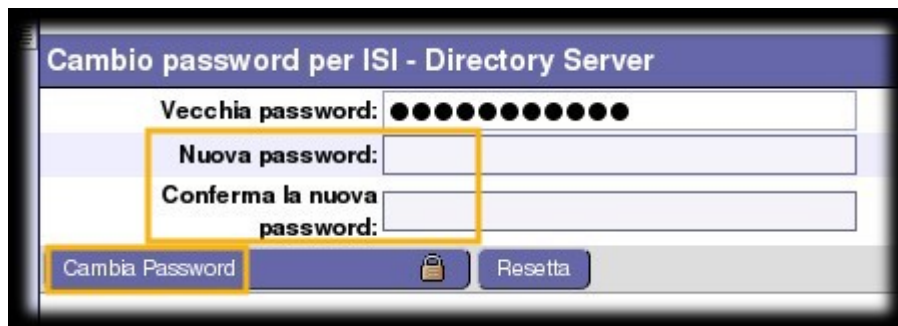 Cambio password per ISI - Directory Server
Vecchia password: ●●●●●●●●●●●
Nuova password:
Conferma la nuova
password:
Cambia Password Resetta